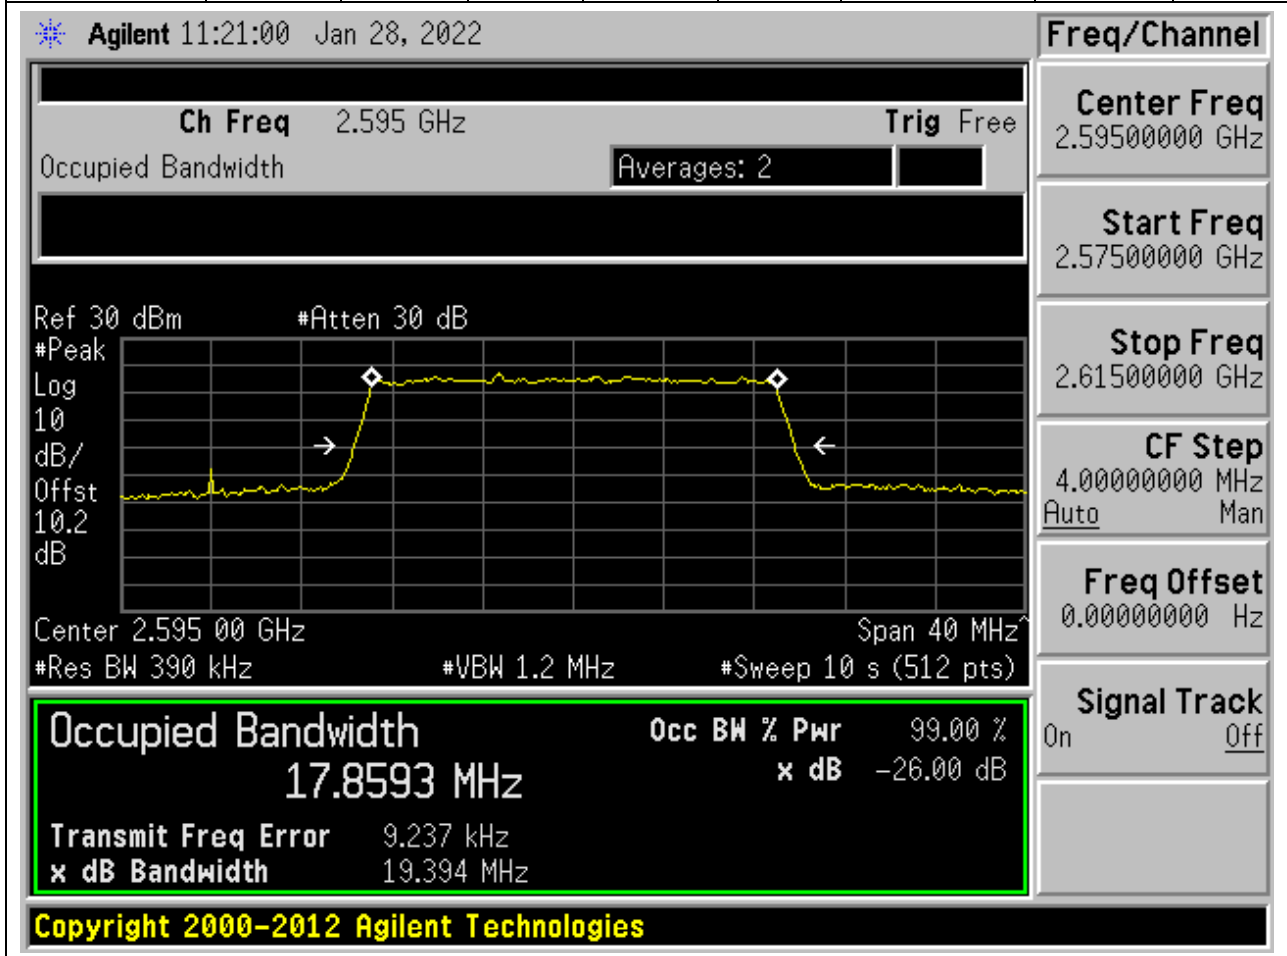 Agilent 11:21:00 Jan 28, 2022
Freq/Channel
Ch Freq 2.595 GHz Trig Free
Occupied Bandwidth Averages: 2
Center Freq
2.59500000 GHz
Start Freq
2.57500000 GHz
Stop Freq
2.61500000 GHz
CF Step
4.00000000 MHz
Auto Man
Freq Offset
0.00000000 Hz
Signal Track
On Off
Ref 30 dBm #Atten 30 dB
#Peak
Log
10
dB/
Offst
10.2
dB
Center 2.595 00 GHz Span 40 MHz^
#Res BW 390 kHz #VBW 1.2 MHz #Sweep 10 s (512 pts)
Occupied Bandwidth Occ BW % Pwr 99.00 %
17.8593 MHz x dB -26.00 dB
Transmit Freq Error 9.237 kHz
x dB Bandwidth 19.394 MHz
Copyright 2000-2012 Agilent Technologies